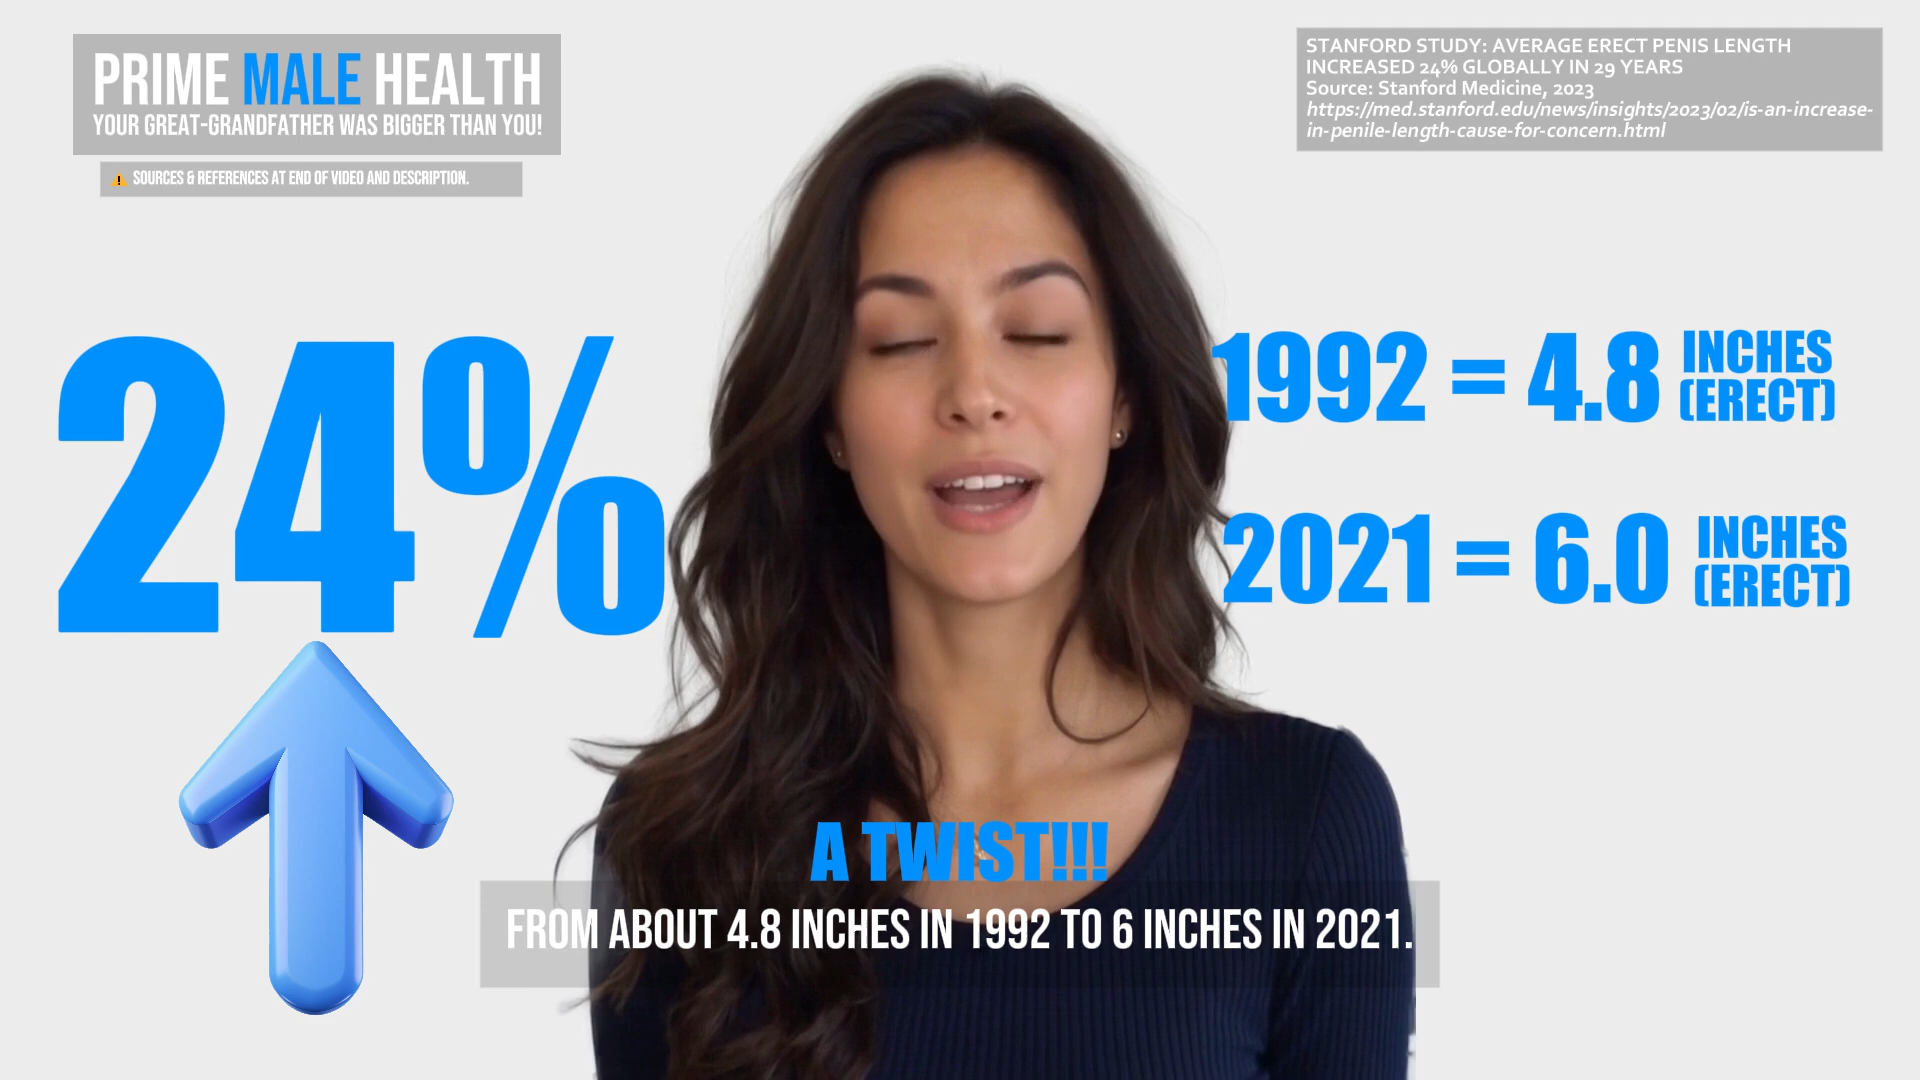 PRIME MALE HEALTH
YOUR GREAT-GRANDFATHER WAS BIGGER THAN YOU!
SOURCES & REFERENCES AT END OF VIDEO AND DESCRIPTION.
STANFORD STUDY: AVERAGE ERECT PENIS LENGTH
INCREASED 24% GLOBALLY IN 29 YEARS
Source: Stanford Medicine, 2023
https://med.stanford.edu/news/insights/2023/02/is-an-increase-
in-penile-length-cause-for-concern.html
24%
1992 = 4.8 INCHES
(ERECT)
2021 = 6.0 INCHES
(ERECT)
A TWIST!!!
FROM ABOUT 4.8 INCHES IN 1992 TO 6 INCHES IN 2021.